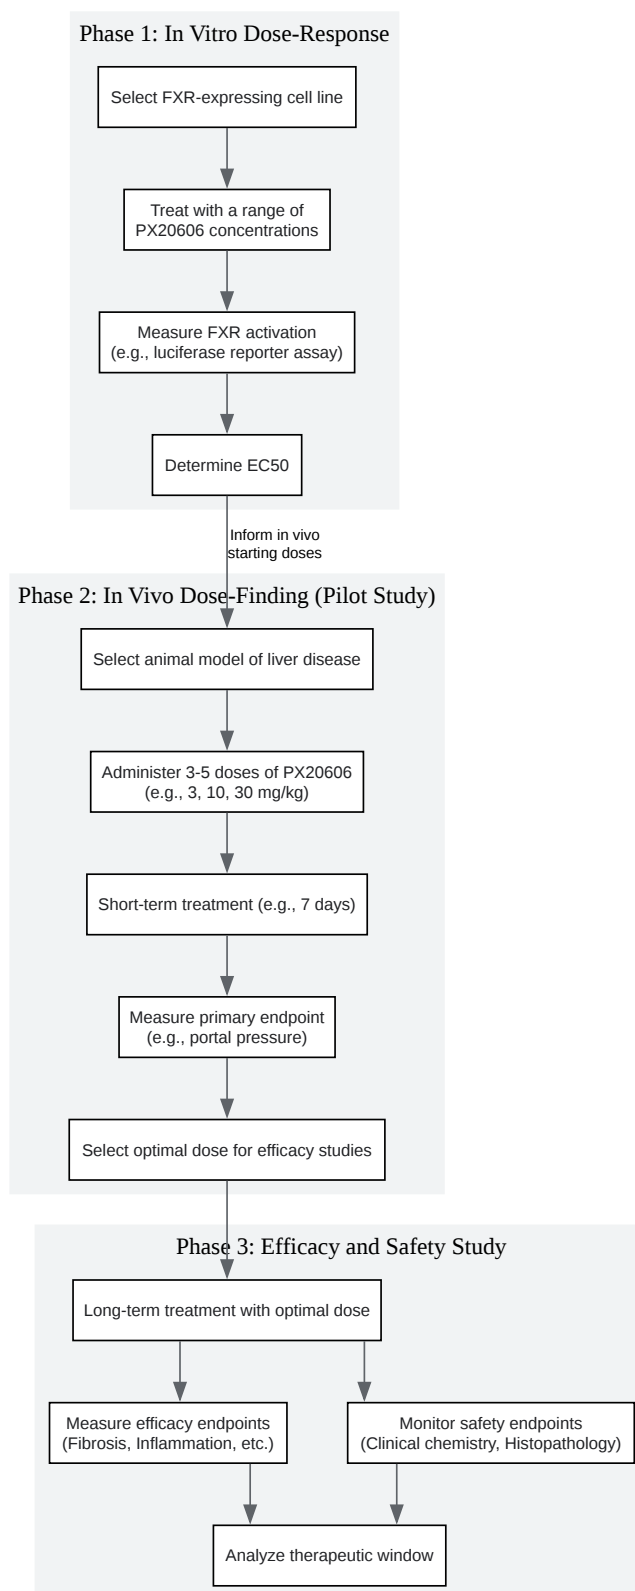 Phase 1: In Vitro Dose-Response
Select FXR-expressing cell line
Treat with a range of
PX20606 concentrations
Measure FXR activation
(e.g., luciferase reporter assay)
Determine EC50
Inform in vivo
starting doses
Phase 2: In Vivo Dose-Finding (Pilot Study)
Select animal model of liver disease
Administer 3-5 doses of PX20606
(e.g., 3, 10, 30 mg/kg)
Short-term treatment (e.g., 7 days)
Measure primary endpoint
(e.g., portal pressure)
Select optimal dose for efficacy studies
Phase 3: Efficacy and Safety Study
Long-term treatment with optimal dose
Measure efficacy endpoints
(Fibrosis, Inflammation, etc.)
Monitor safety endpoints
(Clinical chemistry, Histopathology)
Analyze therapeutic window